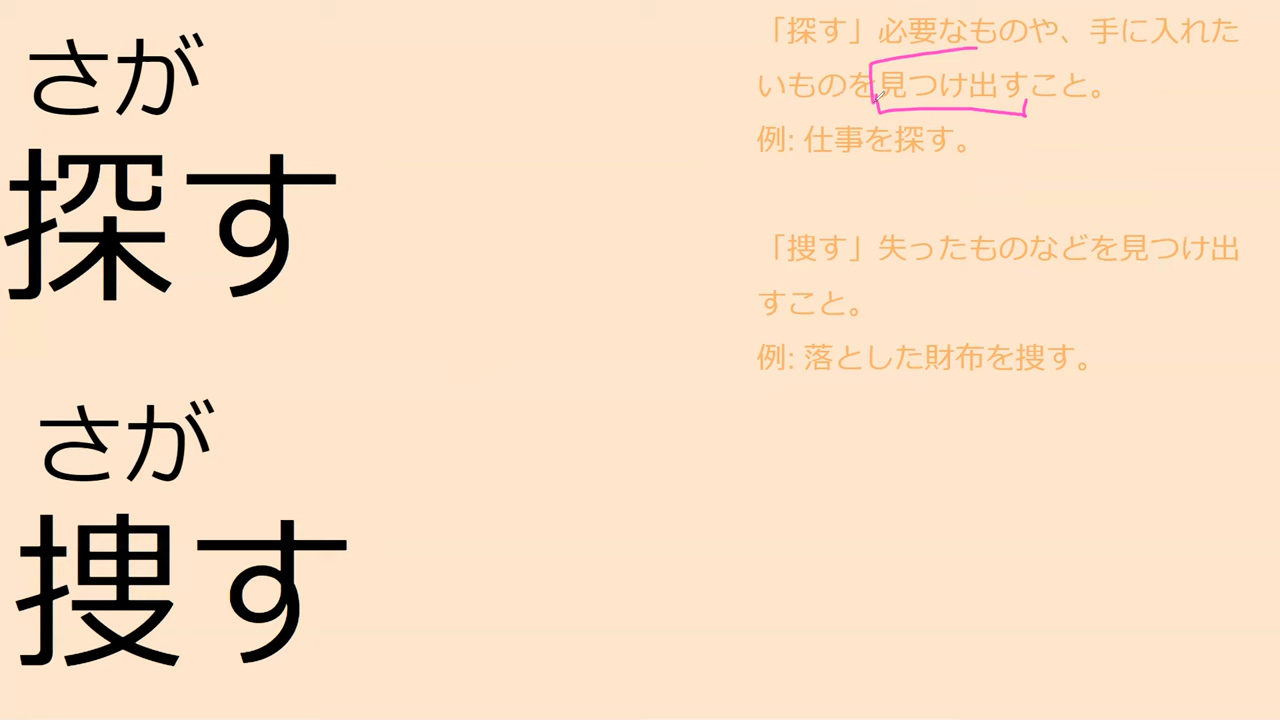 さが
探す
さが
捜す
「探す」必要なものや、手に入れた
いものを見つけ出すこと。
例: 仕事を探す。
「捜す」失ったものなどを見つけ出
すこと。
例: 落とした財布を捜す。